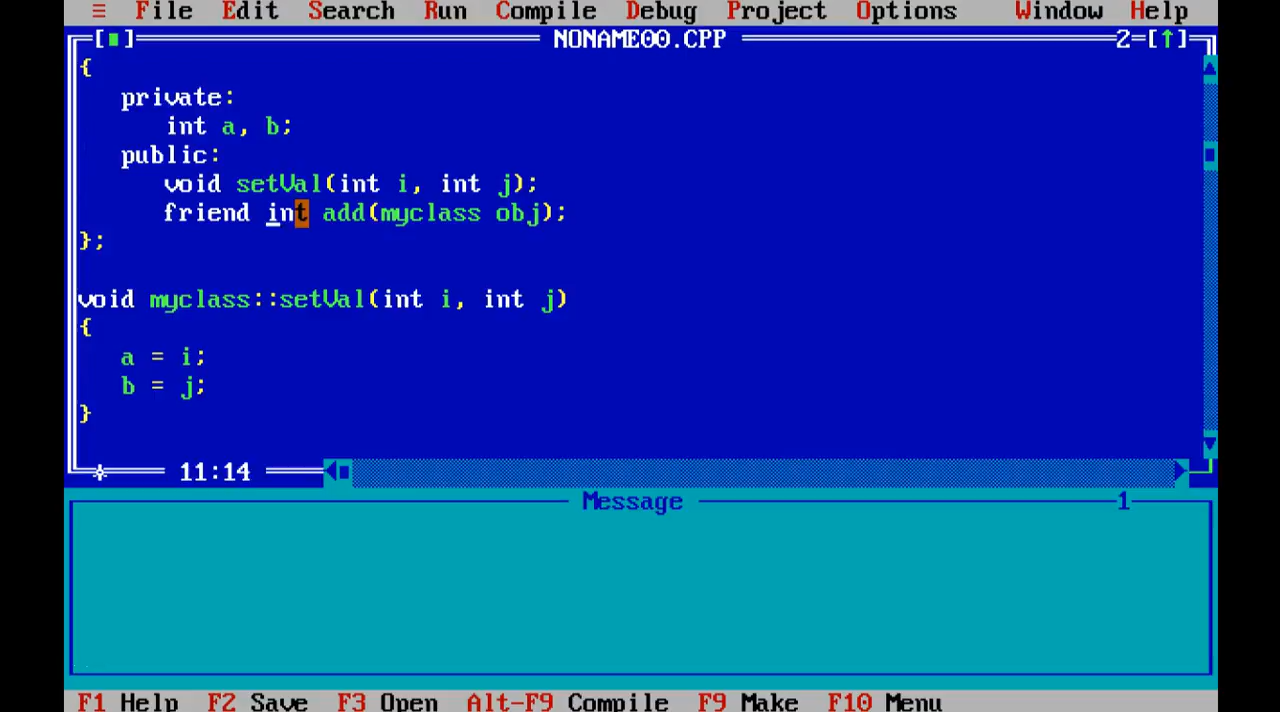 ≡ File Edit Search Run Compile Debug Project Options Window Help
[■] NONAME00.CPP 2=[↑]
{
   private:
      int a, b;
   public:
      void setVal(int i, int j);
      friend int add(myclass obj);
};
void myclass::setVal(int i, int j)
{
   a = i;
   b = j;
}
11:14
Message 1
F1 Help F2 Save F3 Open Alt-F9 Compile F9 Make F10 Menu